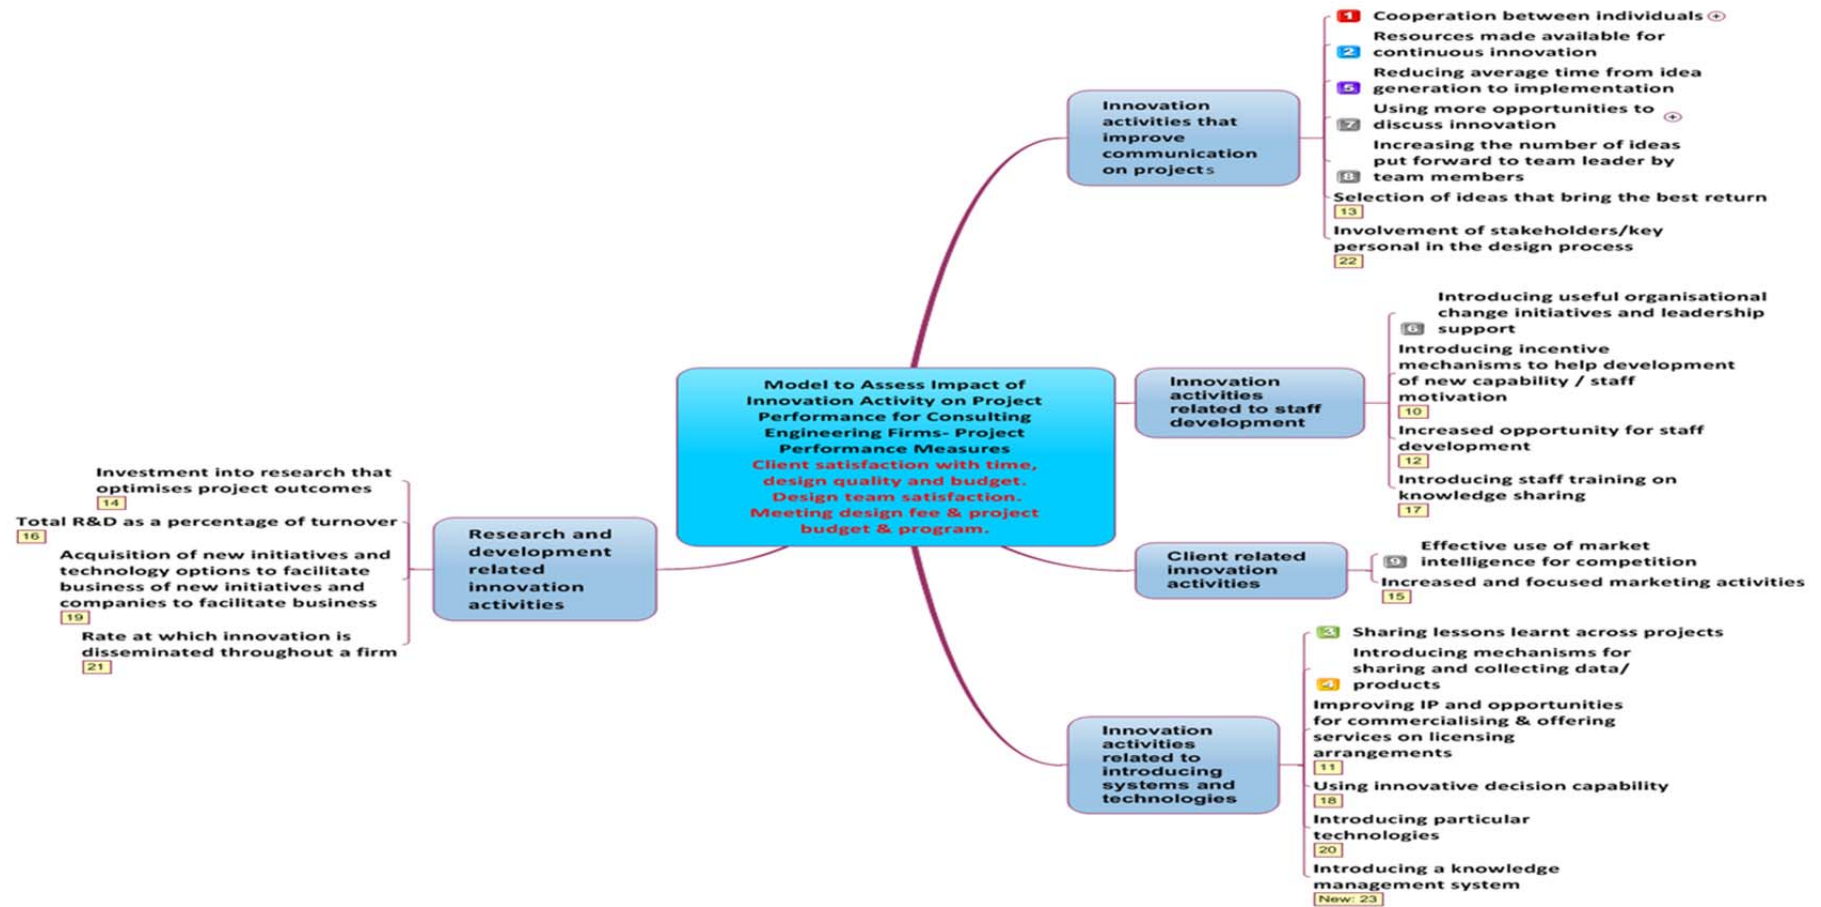 1 Cooperation between individuals
Resources made available for
2 continuous innovation
Reducing average time from idea
5 generation to implementation
Using more opportunities to
7 discuss innovation
Increasing the number of ideas
put forward to team leader by
8 team members
Selection of ideas that bring the best return
13
Involvement of stakeholders/key
personal in the design process
22
Innovation
activities that
improve
communication
on projects
Introducing useful organisational
change initiatives and leadership
6 support
Introducing incentive
mechanisms to help development
of new capability / staff
motivation
10
Increased opportunity for staff
development
12
Introducing staff training on
knowledge sharing
17
Innovation
activities
related to staff
development
Model to Assess Impact of
Innovation Activity on Project
Performance for Consulting
Engineering Firms- Project
Performance Measures
Client satisfaction with time,
design quality and budget.
Design team satisfaction.
Meeting design fee & project
budget & program.
Investment into research that
optimises project outcomes
14
Total R&D as a percentage of turnover
16
Acquisition of new initiatives and
technology options to facilitate
business of new initiatives and
companies to facilitate business
19
Rate at which innovation is
disseminated throughout a firm
21
Research and
development
related
innovation
activities
Client related
innovation
activities
Effective use of market
9 intelligence for competition
Increased and focused marketing activities
15
Innovation
activities
related to
introducing
systems and
technologies
3 Sharing lessons learnt across projects
Introducing mechanisms for
sharing and collecting data/
4 products
Improving IP and opportunities
for commercialising & offering
services on licensing
arrangements
11
Using innovative decision capability
18
Introducing particular
technologies
20
Introducing a knowledge
management system
New: 23